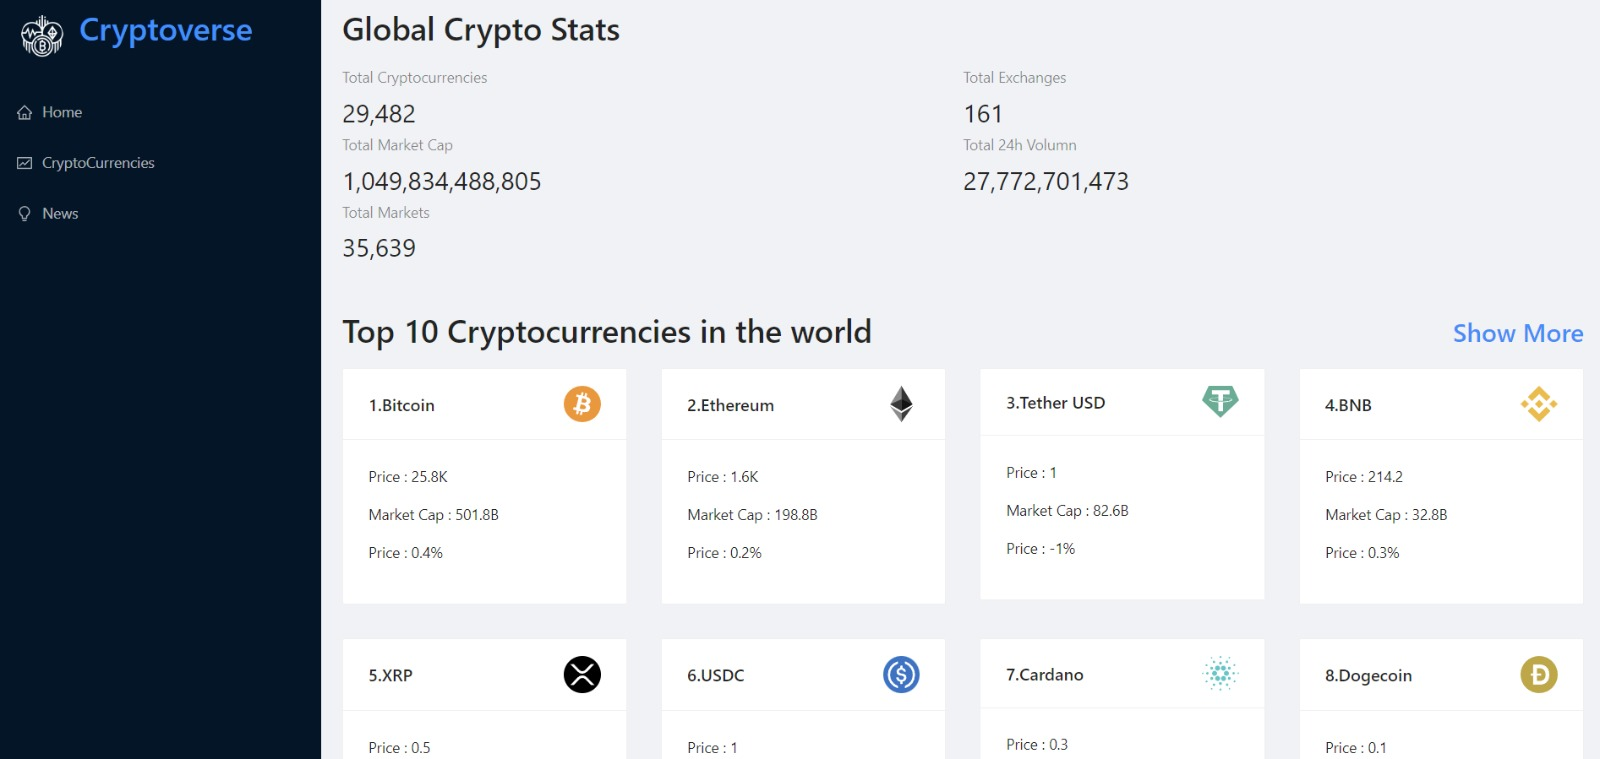 Cryptoverse
Home
CryptoCurrencies
News
Global Crypto Stats
Total Cryptocurrencies
29,482
Total Exchanges
161
Total Market Cap
1,049,834,488,805
Total 24h Volumn
27,772,701,473
Total Markets
35,639
Top 10 Cryptocurrencies in the world
Show More
1.Bitcoin
Price : 25.8K
Market Cap : 501.8B
Price : 0.4%
2.Ethereum
Price : 1.6K
Market Cap : 198.8B
Price : 0.2%
3.Tether USD
Price : 1
Market Cap : 82.6B
Price : -1%
4.BNB
Price : 214.2
Market Cap : 32.8B
Price : 0.3%
5.XRP
Price : 0.5
6.USDC
Price : 1
7.Cardano
Price : 0.3
8.Dogecoin
Price : 0.1